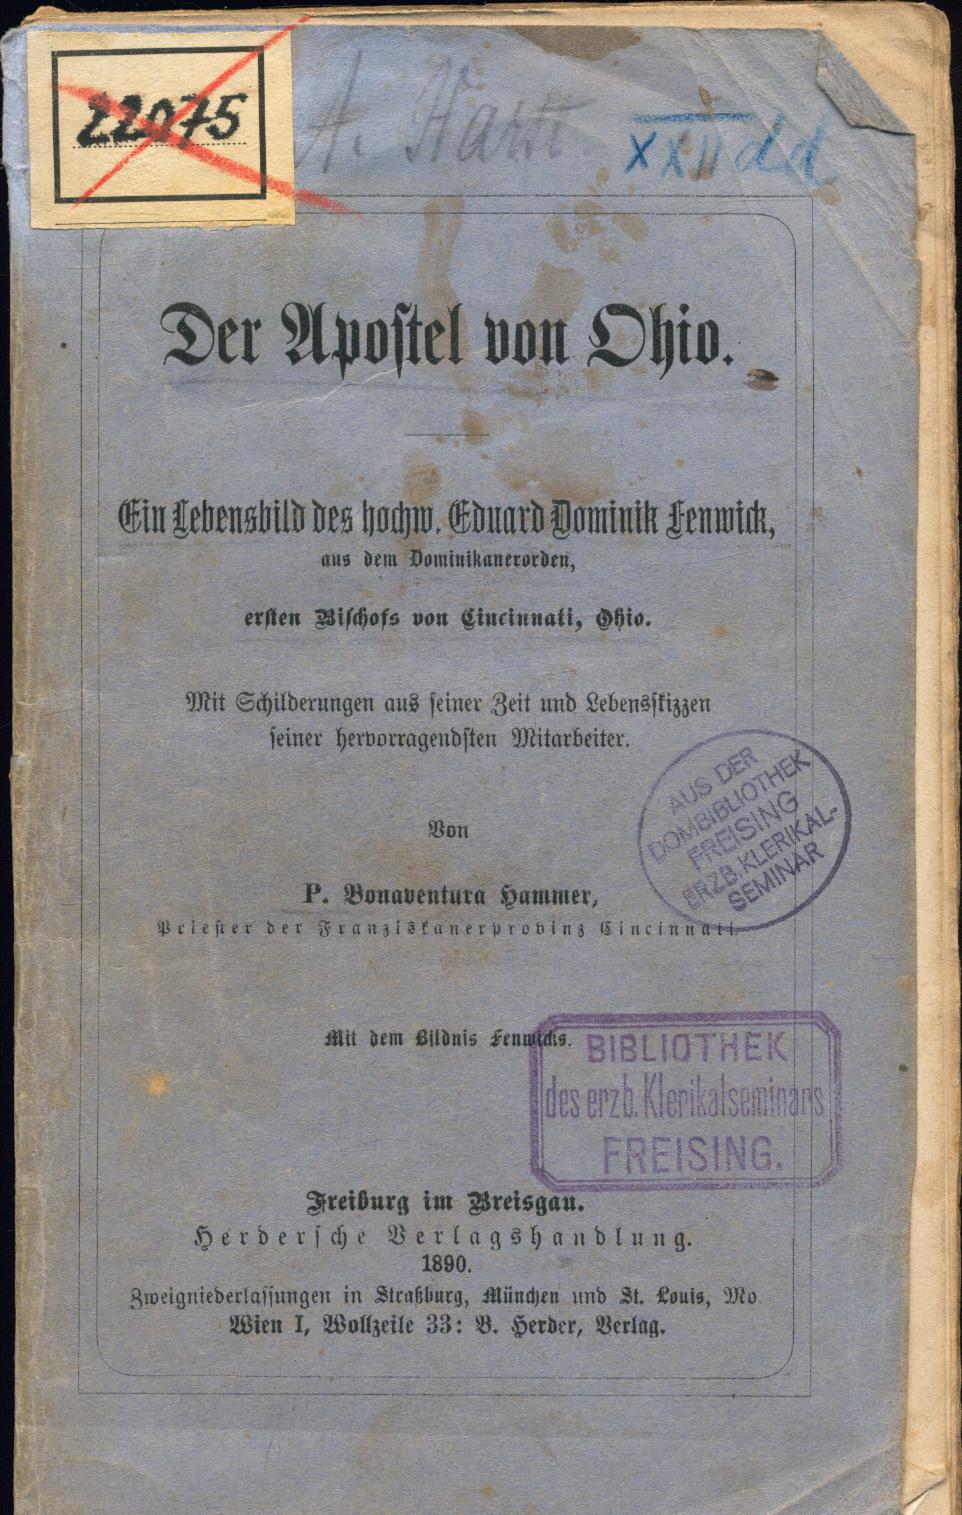 22075
XXII dd
Der Apostel von Ohio.
Ein Lebensbild des hochw. Eduard Dominik Fenwick,
aus dem Dominikanerorden,
ersten Bischofs von Cincinnati, Ohio.
Mit Schilderungen aus seiner Zeit und Lebensskizzen
seiner hervorragendsten Mitarbeiter.
AUS DER
DOMBIBLIOTHEK
FREISING
ERZB. KLERIKAL-
SEMINAR
Von
P. Bonaventura Hammer,
Priester der Franziskanerprovinz Cincinnati.
Mit dem Bildnis Fenwicks.
BIBLIOTHEK
des erzb. Klerikalseminars
FREISING.
Freiburg im Breisgau.
Herdersche Verlagshandlung.
1890.
Zweigniederlassungen in Straßburg, München und St. Louis, Mo
Wien I, Wollzeile 33: B. Herder, Verlag.